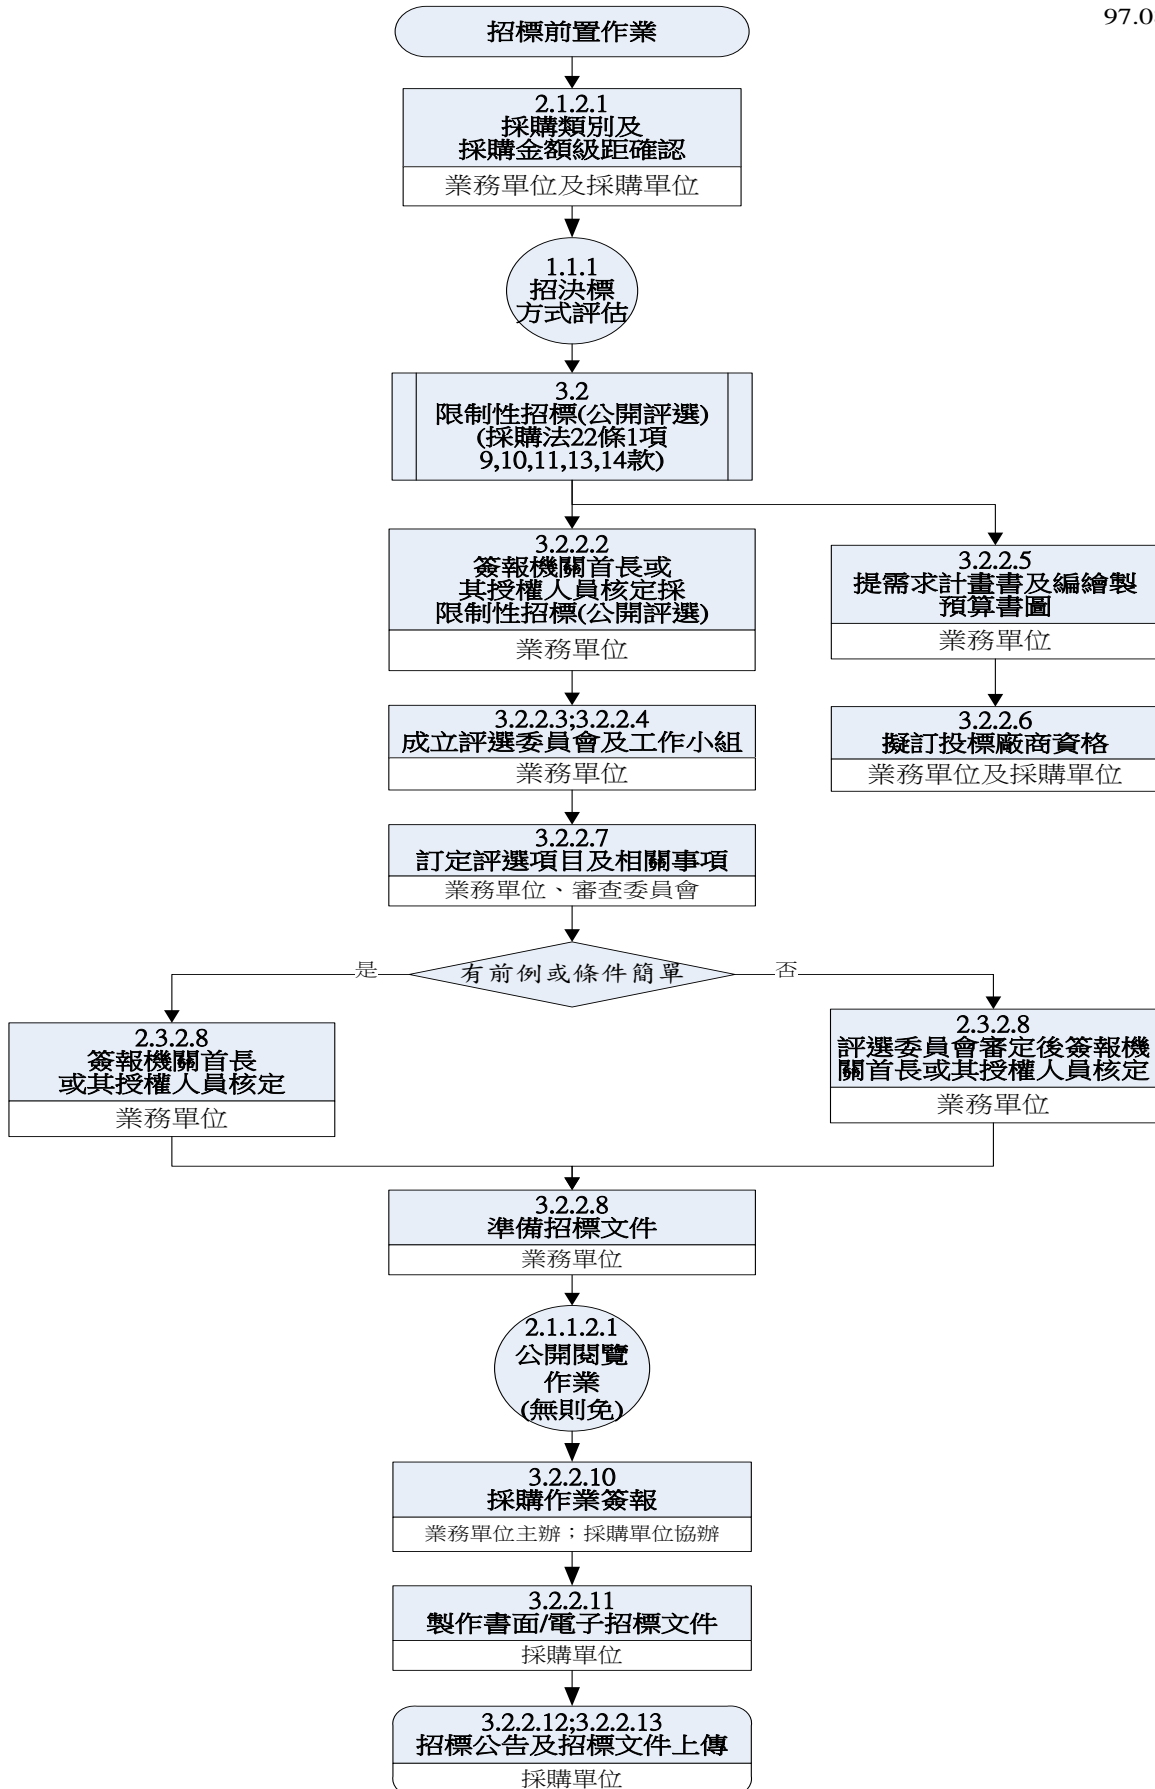 97.0
招標前置作業
2.1.2.1
採購類別及
採購金額級距確認
業務單位及採購單位
1.1.1
招決標
方式評估
3.2
限制性招標(公開評選)
(採購法22條1項
9,10,11,13,14款)
3.2.2.2
簽報機關首長或
其授權人員核定採
限制性招標(公開評選)
業務單位
3.2.2.5
提需求計畫書及編繪製
預算書圖
業務單位
3.2.2.3;3.2.2.4
成立評選委員會及工作小組
業務單位
3.2.2.6
擬訂投標廠商資格
業務單位及採購單位
3.2.2.7
訂定評選項目及相關事項
業務單位、審查委員會
是
有前例或條件簡單
否
2.3.2.8
簽報機關首長
或其授權人員核定
業務單位
2.3.2.8
評選委員會審定後簽報機
關首長或其授權人員核定
業務單位
3.2.2.8
準備招標文件
業務單位
2.1.1.2.1
公開閱覽
作業
(無則免)
3.2.2.10
採購作業簽報
業務單位主辦；採購單位協辦
3.2.2.11
製作書面/電子招標文件
採購單位
3.2.2.12;3.2.2.13
招標公告及招標文件上傳
採購單位